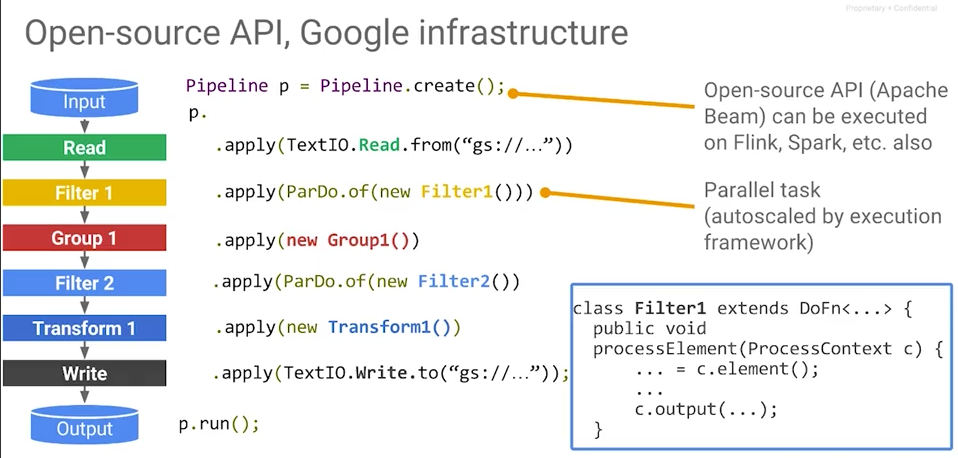 Proprietary + Confidential
Open-source API, Google infrastructure
Input
Read
Filter 1
Group 1
Filter 2
Transform 1
Write
Output
Pipeline p = Pipeline.create();
p.
.apply(TextIO.Read.from(“gs://…”))
.apply(ParDo.of(new Filter1()))
.apply(new Group1())
.apply(ParDo.of(new Filter2())
.apply(new Transform1())
.apply(TextIO.Write.to(“gs://…”));
p.run();
Open-source API (Apache
Beam) can be executed
on Flink, Spark, etc. also
Parallel task
(autoscaled by execution
framework)
class Filter1 extends DoFn<...> {
public void
processElement(ProcessContext c) {
... = c.element();
...
c.output(...);
}